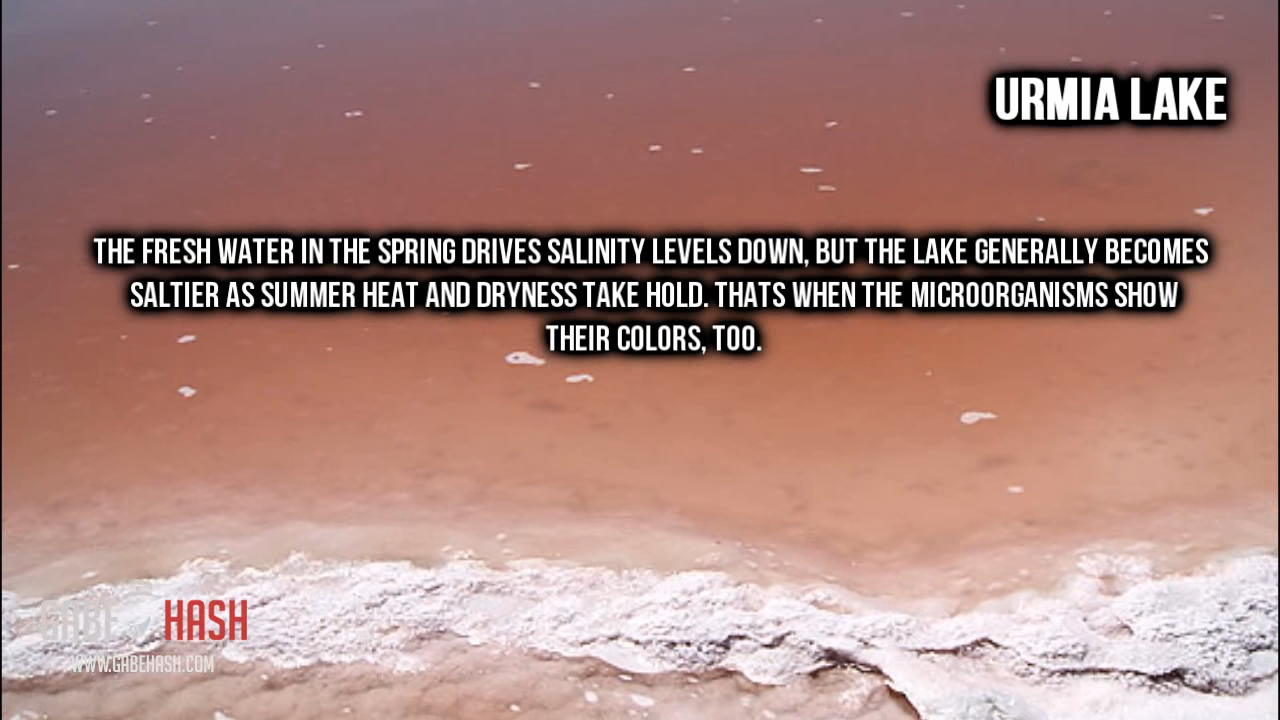 URMIA LAKE
THE FRESH WATER IN THE SPRING DRIVES SALINITY LEVELS DOWN, BUT THE LAKE GENERALLY BECOMES
SALTIER AS SUMMER HEAT AND DRYNESS TAKE HOLD. THATS WHEN THE MICROORGANISMS SHOW
THEIR COLORS, TOO.
GABE HASH
WWW.GABEHASH.COM